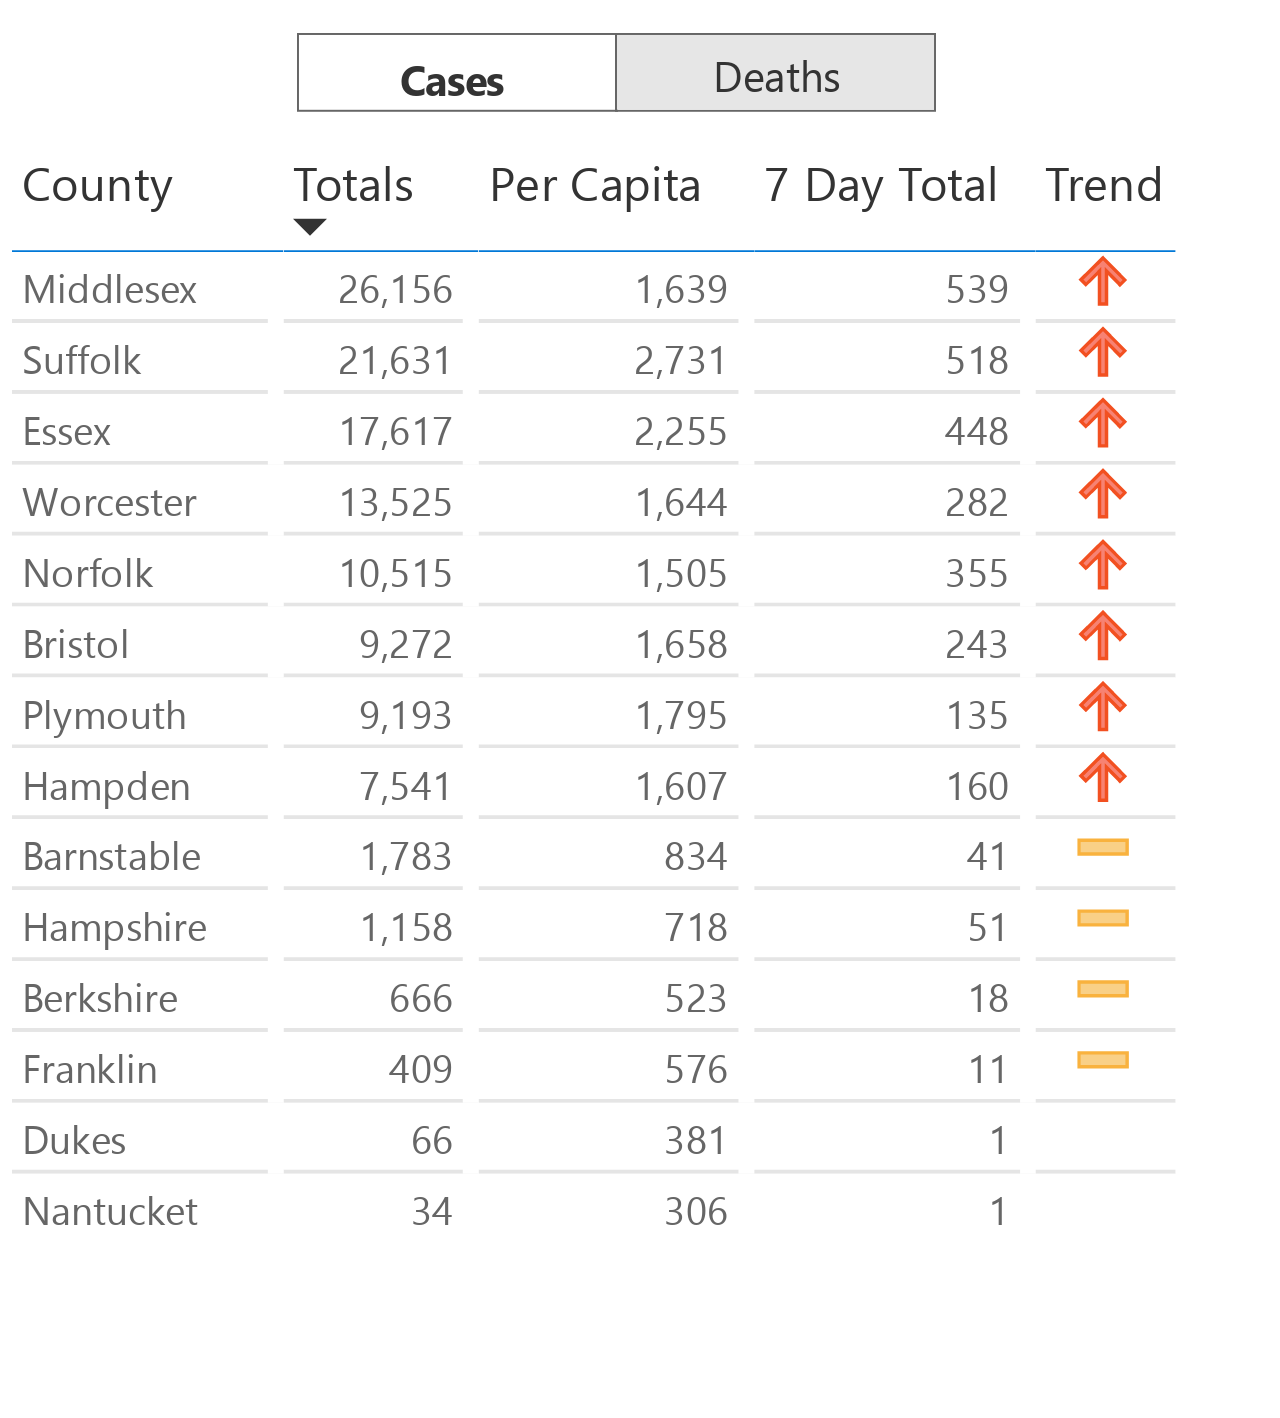 Cases Deaths
County Totals Per Capita 7 Day Total Trend
Middlesex 26,156 1,639 539
Suffolk 21,631 2,731 518
Essex 17,617 2,255 448
Worcester 13,525 1,644 282
Norfolk 10,515 1,505 355
Bristol 9,272 1,658 243
Plymouth 9,193 1,795 135
Hampden 7,541 1,607 160
Barnstable 1,783 834 41
Hampshire 1,158 718 51
Berkshire 666 523 18
Franklin 409 576 11
Dukes 66 381 1
Nantucket 34 306 1